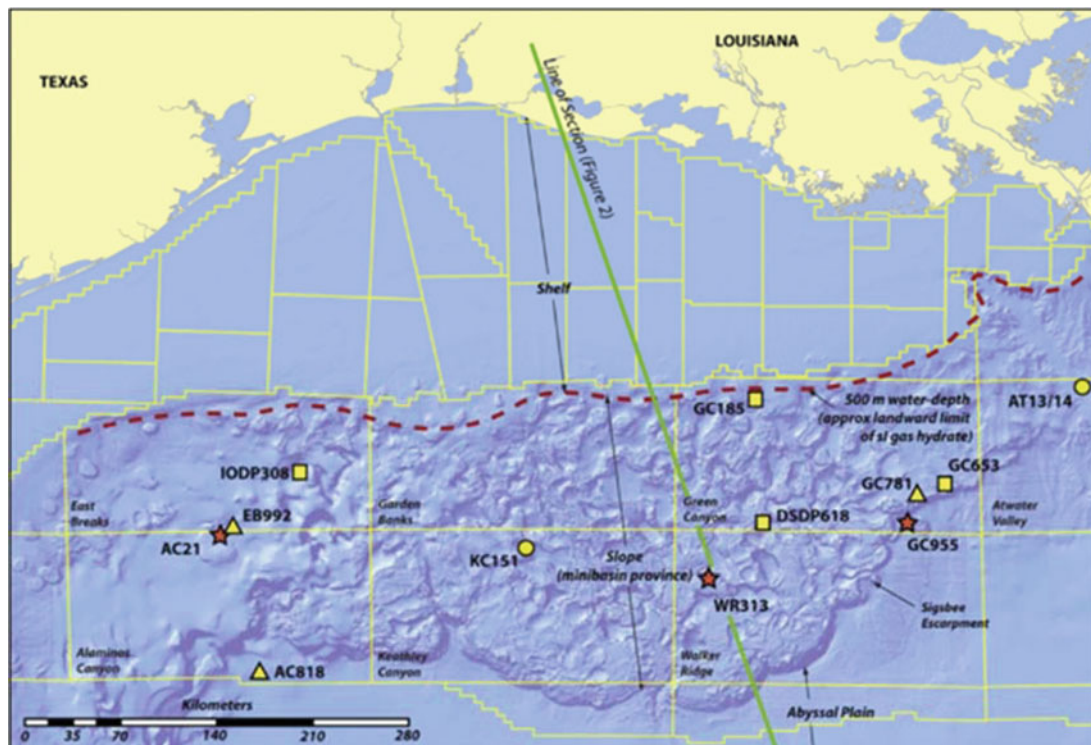 LOUISIANA
TEXAS
Line of Section (Figure 2)
Shelf
500 m water-depth
(approx landward limit
of sI gas hydrate)
GC185
AT13/14
IODP308
GC653
GC781
East
Breaks
EB992
Garden
Banks
Green
Canyon
DSDP618
Atwater
Valley
AC21
GC955
KC151
Slope
(minibasin province)
WR313
Sigsbee
Escarpment
Alaminos
Canyon
AC818
Keathley
Canyon
Walker
Ridge
Kilometers
Abyssal Plain
0 35 70 140 210 280